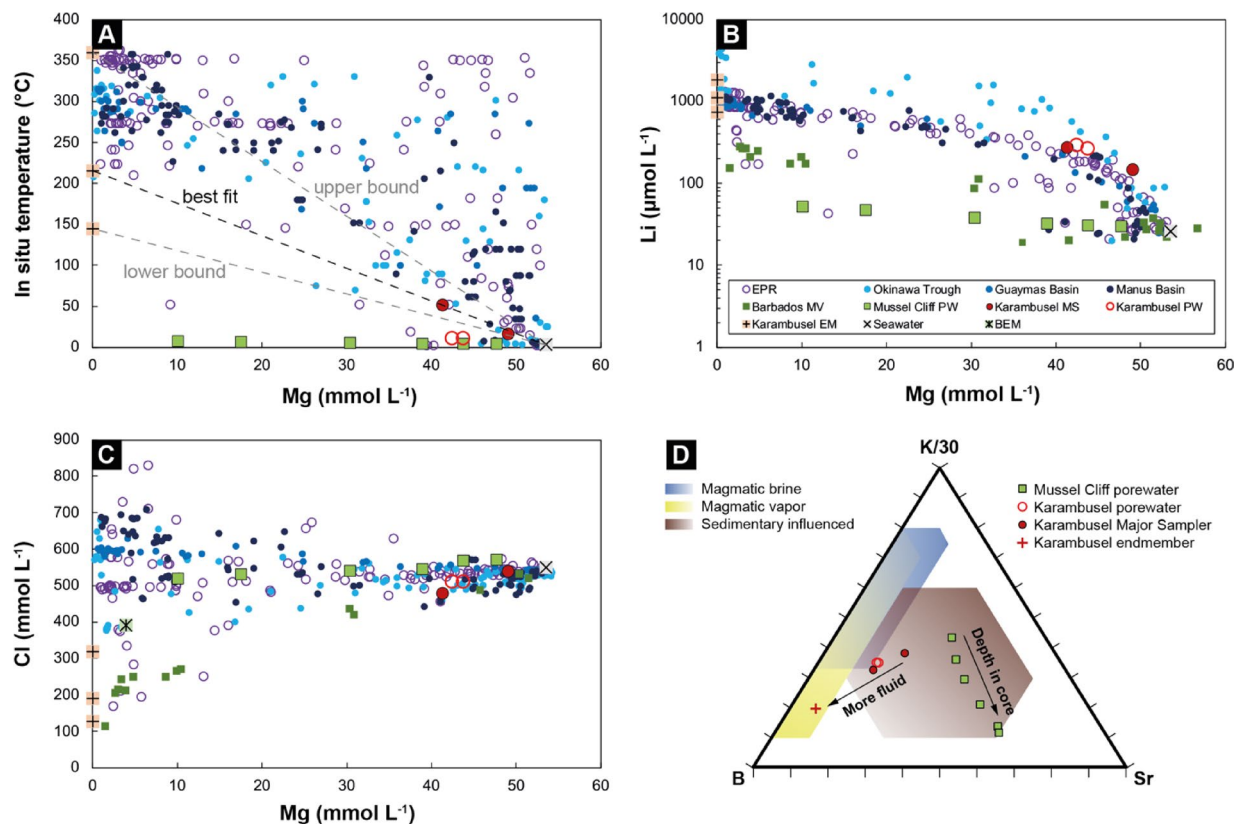 A
In situ temperature (°C)
400
350
300
250
200
150
100
50
0
upper bound
best fit
lower bound
0 10 20 30 40 50 60
Mg (mmol L-1)
B
Li (μmol L-1)
10000
1000
100
10
1
EPR Okinawa Trough Guaymas Basin Manus Basin
Barbados MV Mussel Cliff PW Karambusel MS Karambusel PW
Karambusel EM Seawater BEM
0 10 20 30 40 50 60
Mg (mmol L-1)
C
Cl (mmol L-1)
900
800
700
600
500
400
300
200
100
0
0 10 20 30 40 50 60
Mg (mmol L-1)
D
K/30
Magmatic brine
Magmatic vapor
Sedimentary influenced
Mussel Cliff porewater
Karambusel porewater
Karambusel Major Sampler
Karambusel endmember
Depth in core
More fluid
B
Sr